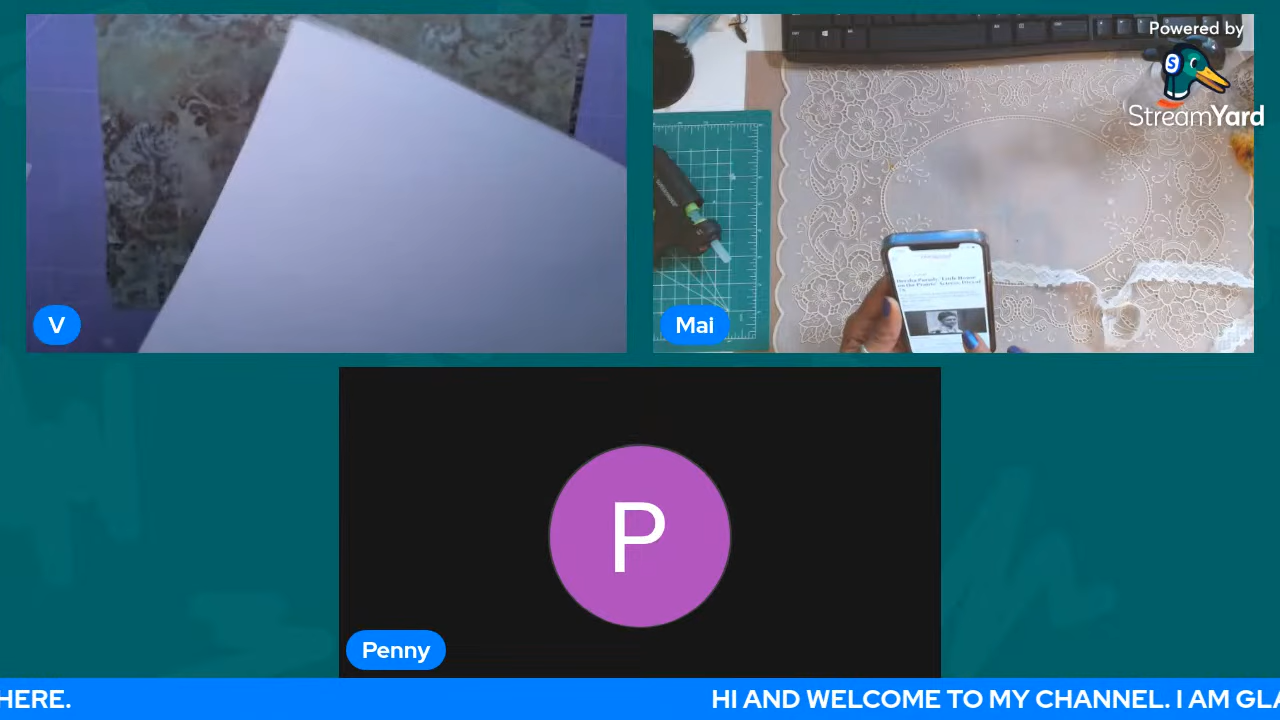 Powered by
StreamYard
V
Mai
P
Penny
HERE.
HI AND WELCOME TO MY CHANNEL. I AM GLA